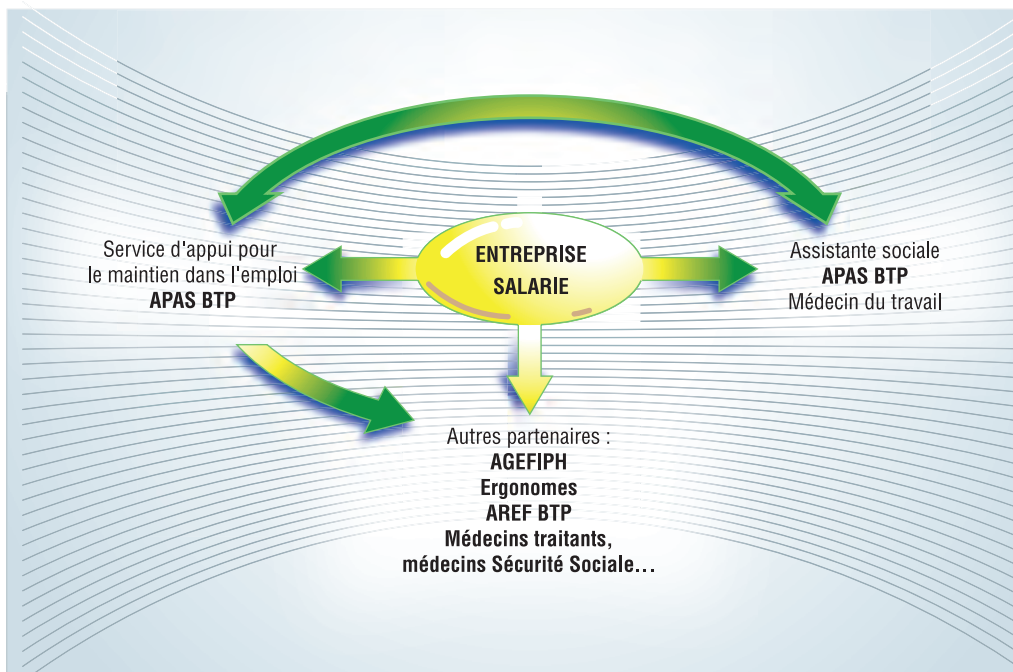 Service d'appui pour
le maintien dans l'emploi
APAS BTP
ENTREPRISE
SALARIE
Assistante sociale
APAS BTP
Médecin du travail
Autres partenaires :
AGEFIPH
Ergonomes
AREF BTP
Médecins traitants,
médecins Sécurité Sociale...